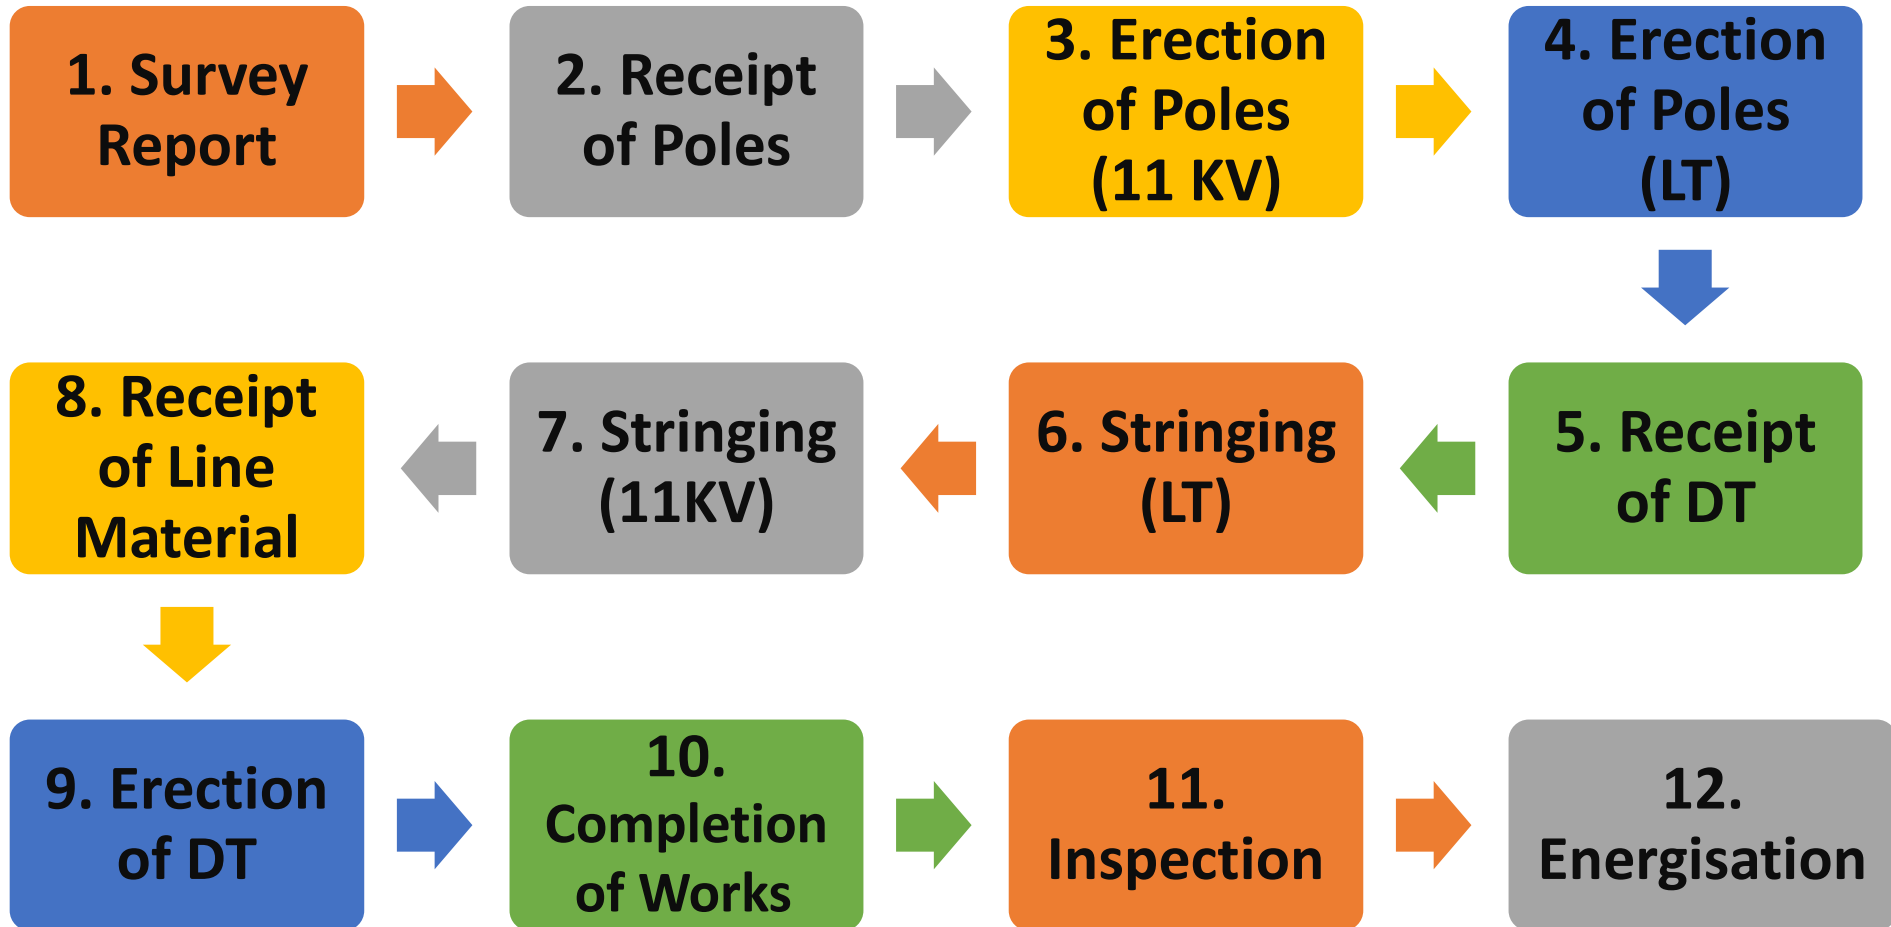 1. Survey
Report
2. Receipt
of Poles
3. Erection
of Poles
(11 KV)
4. Erection
of Poles
(LT)
5. Receipt
of DT
6. Stringing
(LT)
7. Stringing
(11KV)
8. Receipt
of Line
Material
9. Erection
of DT
10.
Completion
of Works
11.
Inspection
12.
Energisation